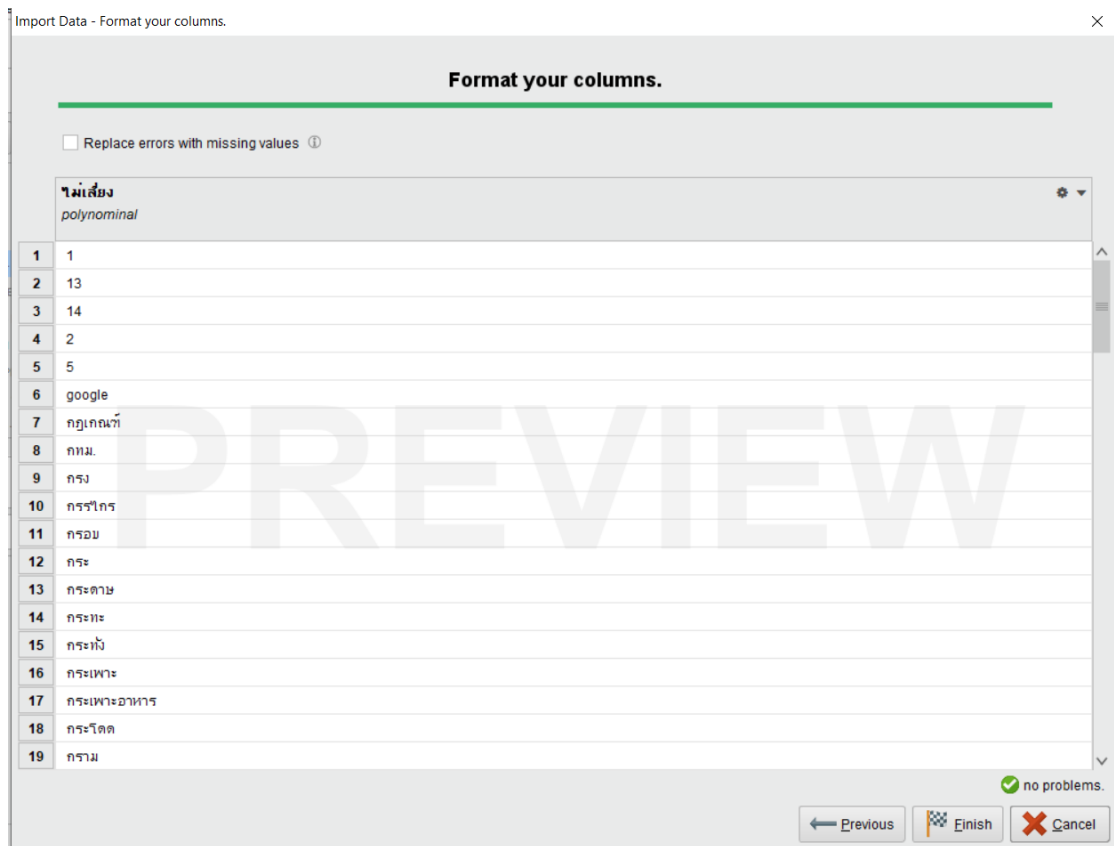 Import Data - Format your columns.
Format your columns.
Replace errors with missing values
ไม่เสี่ยง
polynominal
1 1
2 13
3 14
4 2
5 5
6 google
7 กฎเกณฑ์
8 กทม.
9 กรง
10 กรรไกร
11 กรอบ
12 กระ
13 กระดาษ
14 กระทะ
15 กระทั่ง
16 กระเพาะ
17 กระเพาะอาหาร
18 กระโดด
19 กราม
PREVIEW
no problems.
Previous Finish Cancel